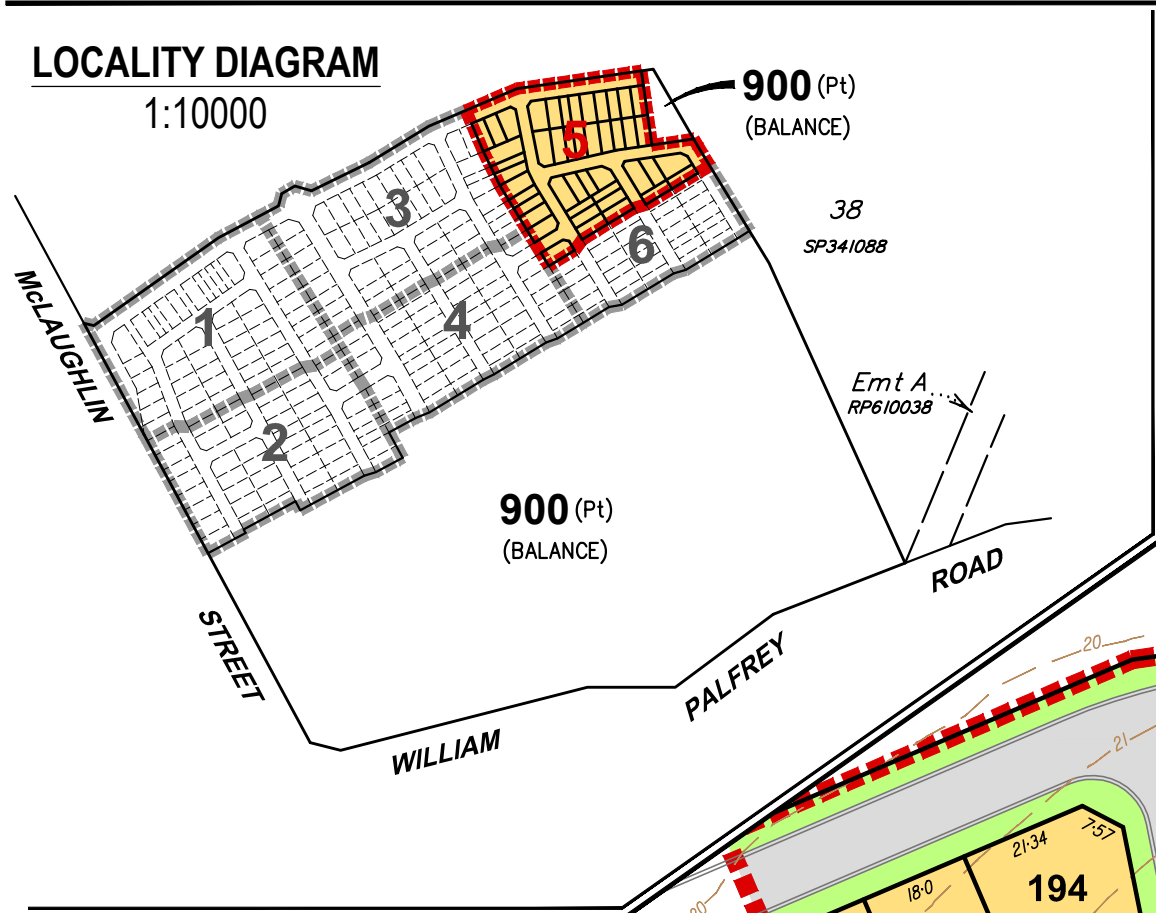 LOCALITY DIAGRAM
1:10000
900 (Pt)
(BALANCE)
5
3
38
SP341088
6
1
4
McLAUGHLIN
Emt A
RP610038
2
900 (Pt)
(BALANCE)
ROAD
STREET
PALFREY
WILLIAM
20
21
7·57
21·34
18·0
194
20